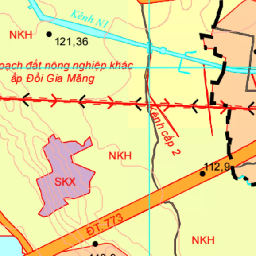 Kênh N1
121,36
NKH
oạch đất nông nghiệp khác
ấp Đồi Gia Măng
Kênh cấp 2
NKH
112,9
SKX
ĐT. 773
NKH